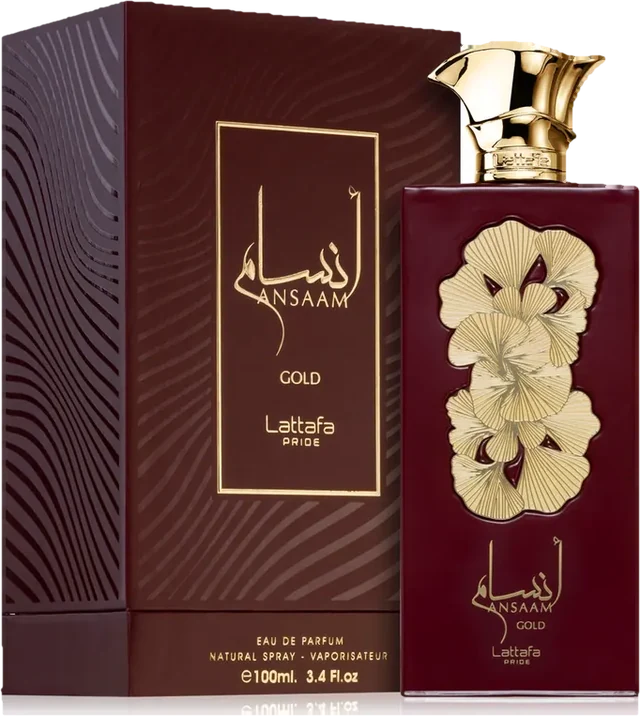 أنسام
ANSAAM
GOLD
Lattafa
PRIDE
EAU DE PARFUM
NATURAL SPRAY - VAPORISATEUR
℮100ml. 3.4 Fl.oz
Lattafa
أنسام
ANSAAM
GOLD
Lattafa
PRIDE